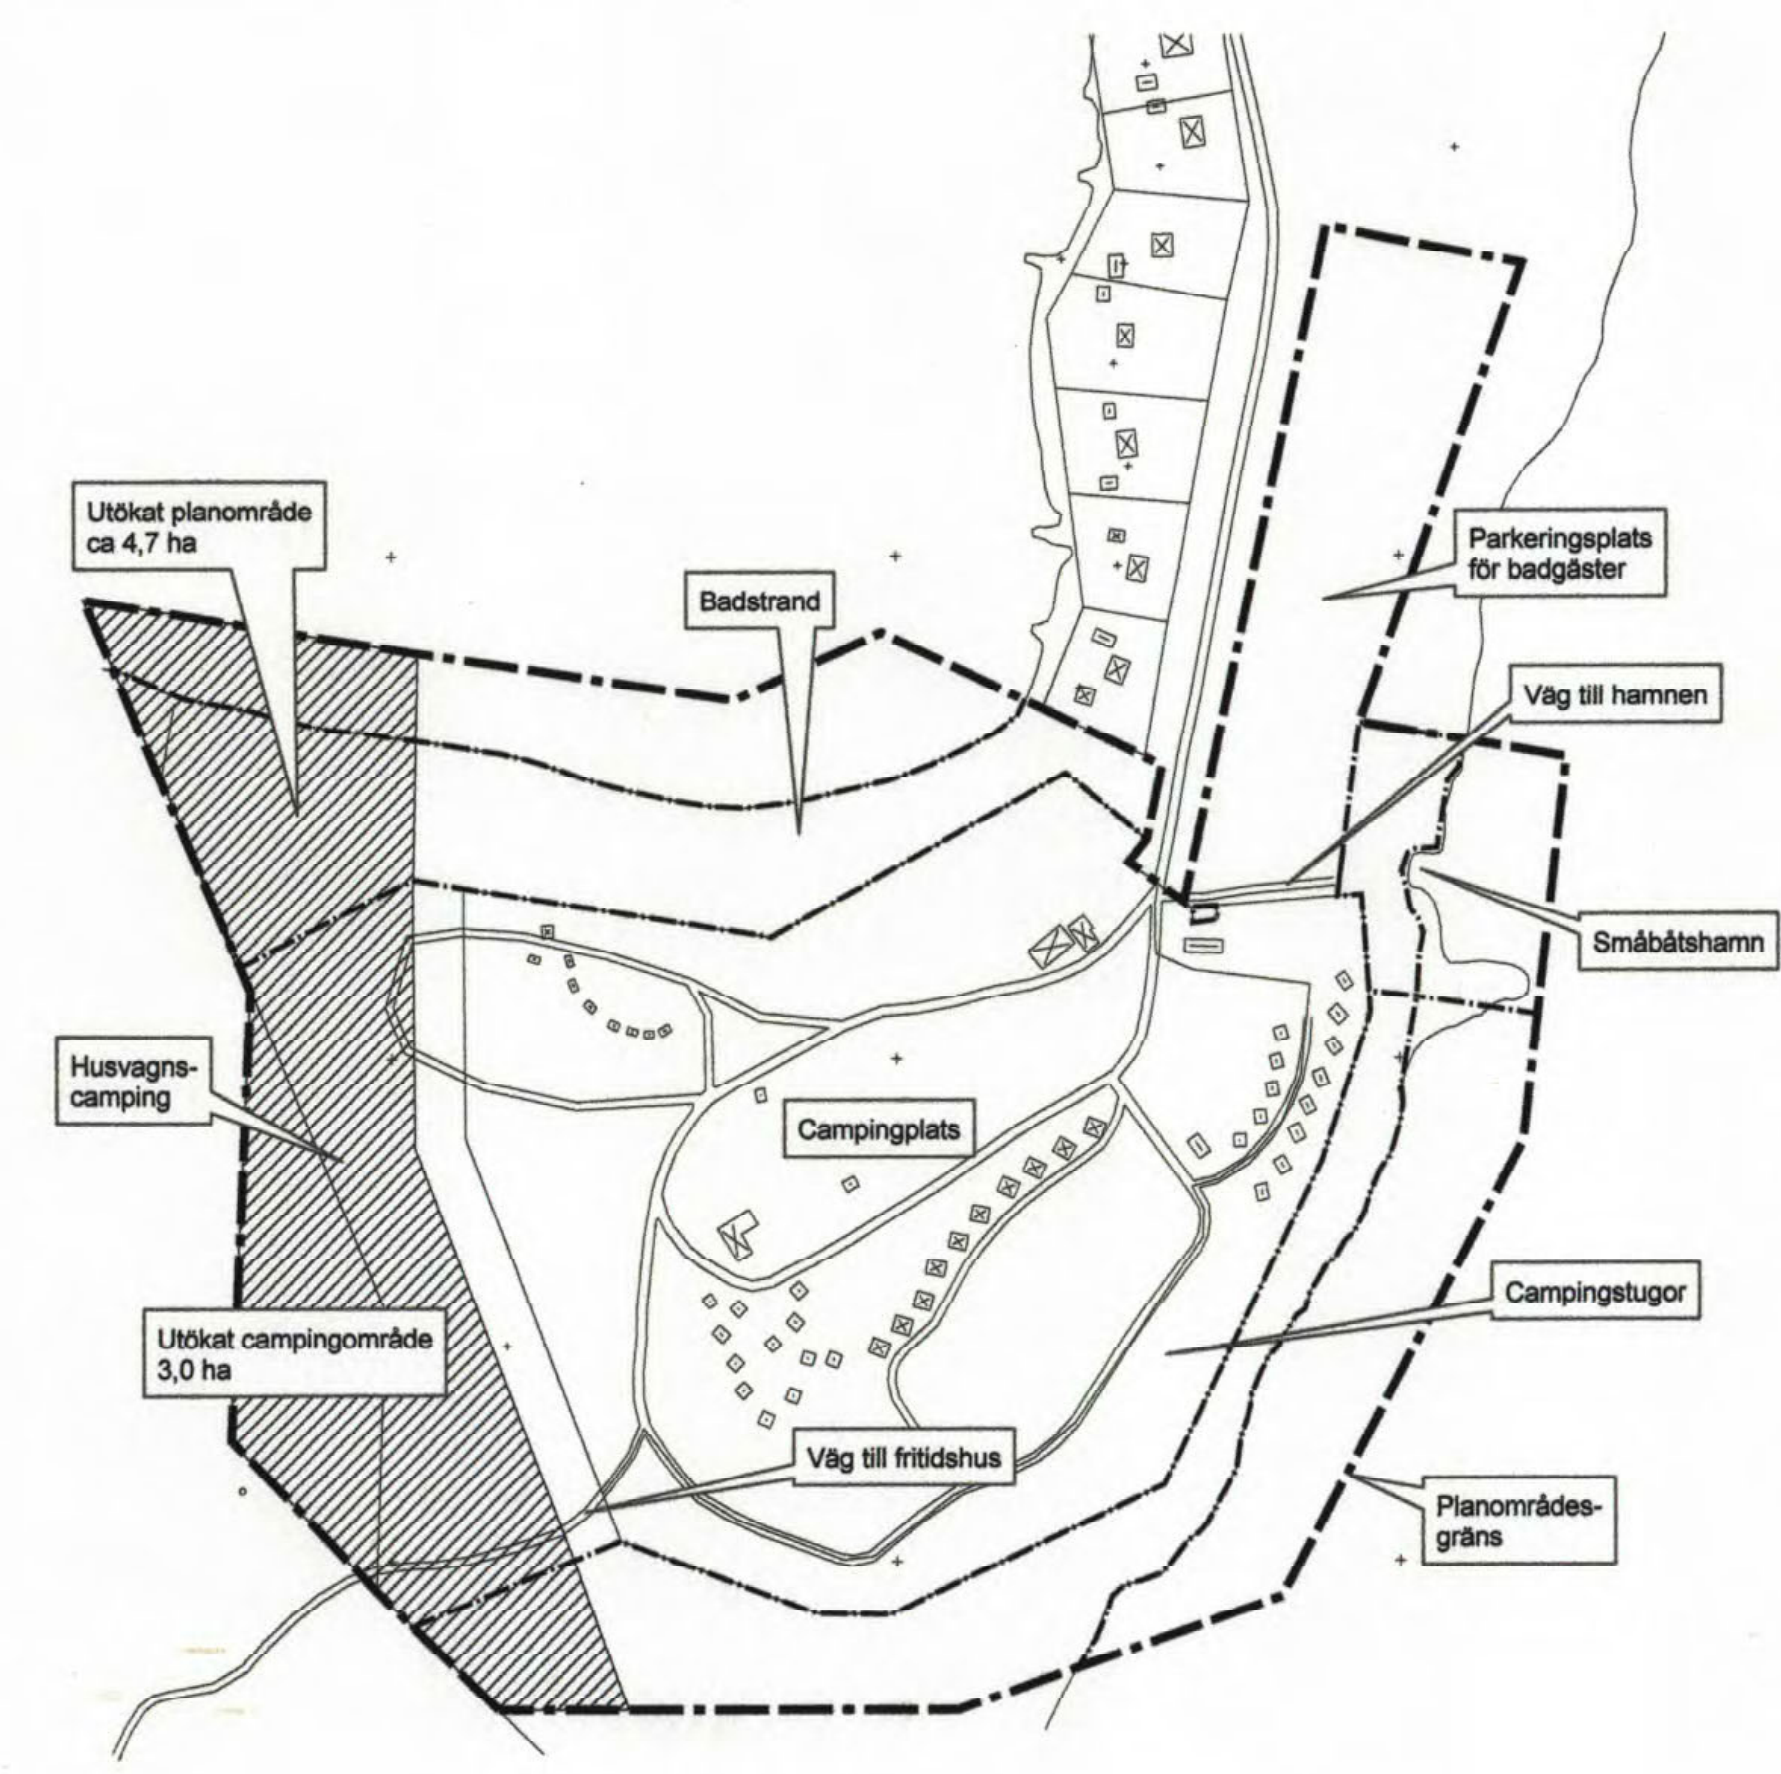 Utökat planområde
ca 4,7 ha
Badstrand
Parkeringsplats
för badgäster
Väg till hamnen
Småbåtshamn
Husvagns-
camping
Campingplats
Campingstugor
Utökat campingområde
3,0 ha
Väg till fritidshus
Planområdes-
gräns